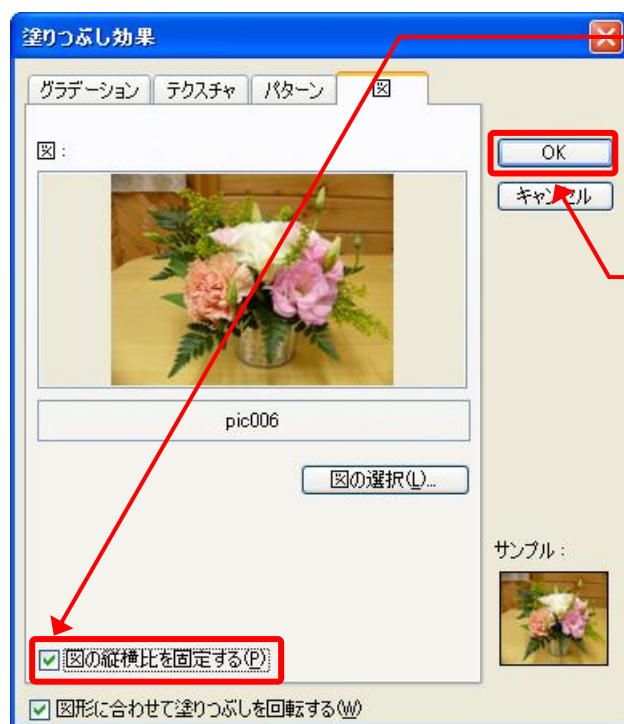 塗りつぶし効果
グラデーション テクスチャ パターン 図
図：
OK
キャンセル
pic006
図の選択(L)...
サンプル：
図の縦横比を固定する(P)
図形に合わせて塗りつぶしを回転する(W)